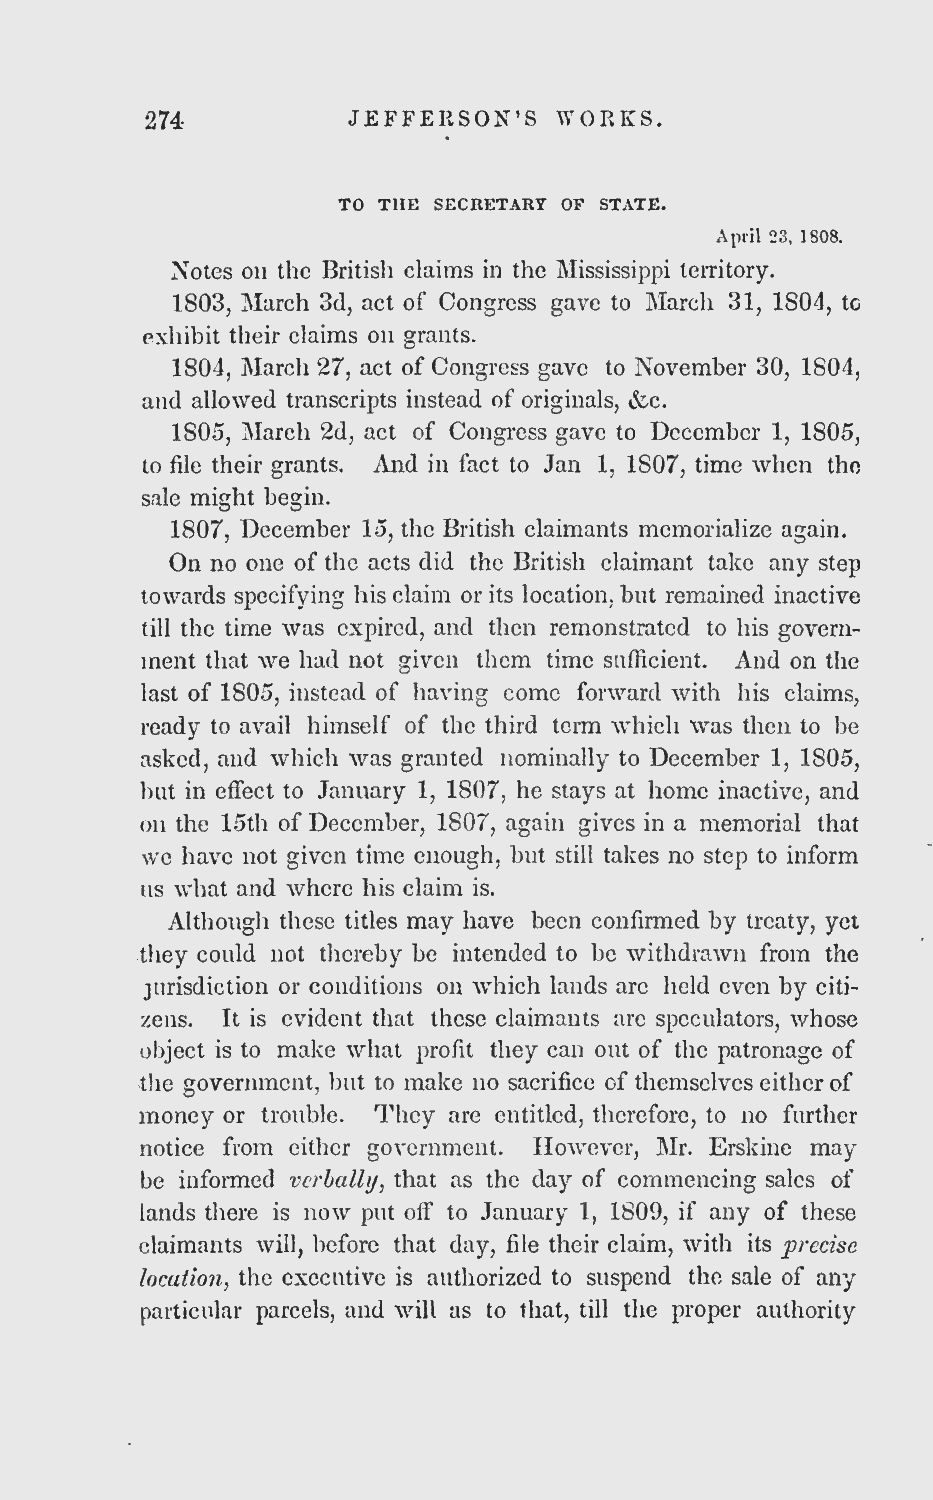 274 JEFFERSON'S WORKS.
TO THE SECRETARY OF STATE.
April 23, 1808.
Notes on the British claims in the Mississippi territory.
1803, March 3d, act of Congress gave to March 31, 1804, to
exhibit their claims on grants.
1804, March 27, act of Congress gave to November 30, 1804,
and allowed transcripts instead of originals, &c.
1805, March 2d, act of Congress gave to December 1, 1805,
to file their grants. And in fact to Jan 1, 1807, time when the
sale might begin.
1807, December 15, the British claimants memorialize again.
On no one of the acts did the British claimant take any step
towards specifying his claim or its location, but remained inactive
till the time was expired, and then remonstrated to his govern-
ment that we had not given them time sufficient. And on the
last of 1805, instead of having come forward with his claims,
ready to avail himself of the third term which was then to be
asked, and which was granted nominally to December 1, 1805,
but in effect to January 1, 1807, he stays at home inactive, and
on the 15th of December, 1807, again gives in a memorial that
we have not given time enough, but still takes no step to inform
us what and where his claim is.
Although these titles may have been confirmed by treaty, yet
they could not thereby be intended to be withdrawn from the
jurisdiction or conditions on which lands are held even by citi-
zens. It is evident that these claimants are speculators, whose
object is to make what profit they can out of the patronage of
the government, but to make no sacrifice of themselves either of
money or trouble. They are entitled, therefore, to no further
notice from either government. However, Mr. Erskine may
be informed verbally, that as the day of commencing sales of
lands there is now put off to January 1, 1809, if any of these
claimants will, before that day, file their claim, with its precise
location, the executive is authorized to suspend the sale of any
particular parcels, and will as to that, till the proper authority